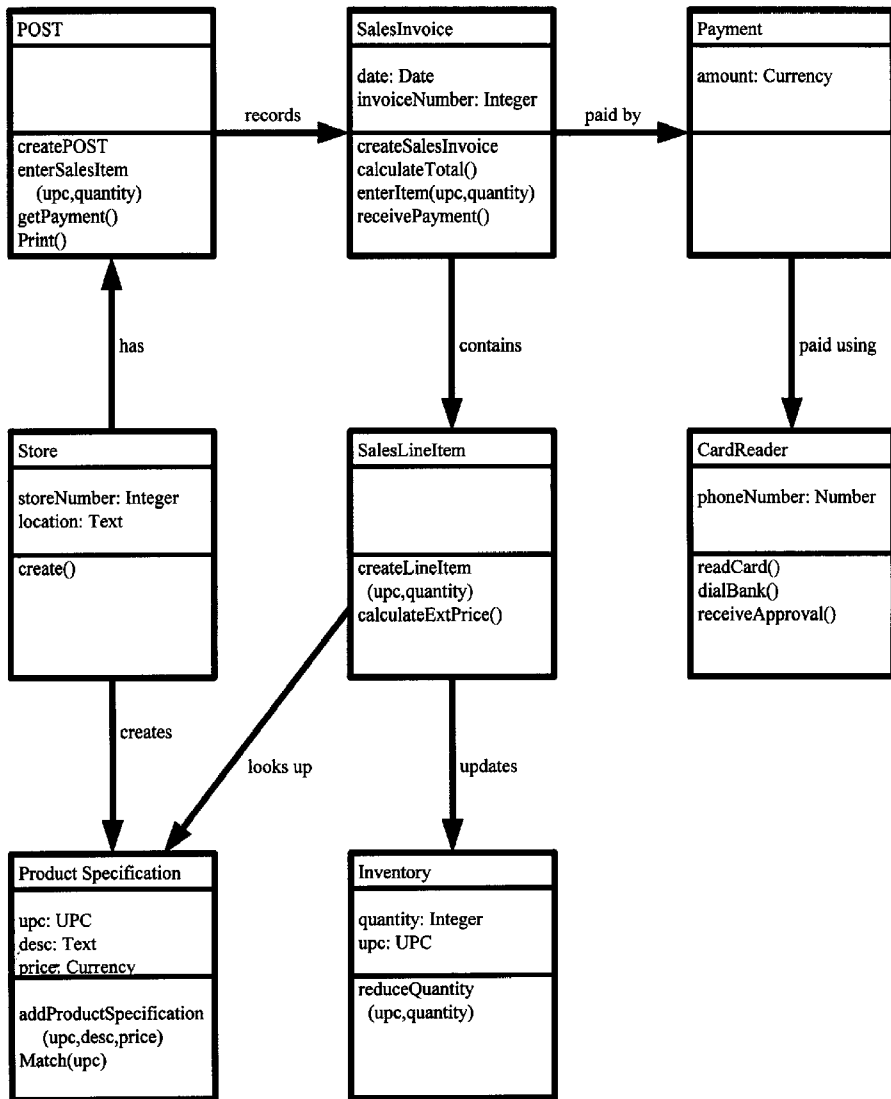 POST
createPOST
enterSalesItem
(upc,quantity)
getPayment()
Print()
records
SalesInvoice
date: Date
invoiceNumber: Integer
createSalesInvoice
calculateTotal()
enterItem(upc,quantity)
receivePayment()
paid by
Payment
amount: Currency
has
contains
paid using
Store
storeNumber: Integer
location: Text
create()
SalesLineItem
createLineItem
(upc,quantity)
calculateExtPrice()
CardReader
phoneNumber: Number
readCard()
dialBank()
receiveApproval()
creates
looks up
updates
Product Specification
upc: UPC
desc: Text
price: Currency
addProductSpecification
(upc,desc,price)
Match(upc)
Inventory
quantity: Integer
upc: UPC
reduceQuantity
(upc,quantity)